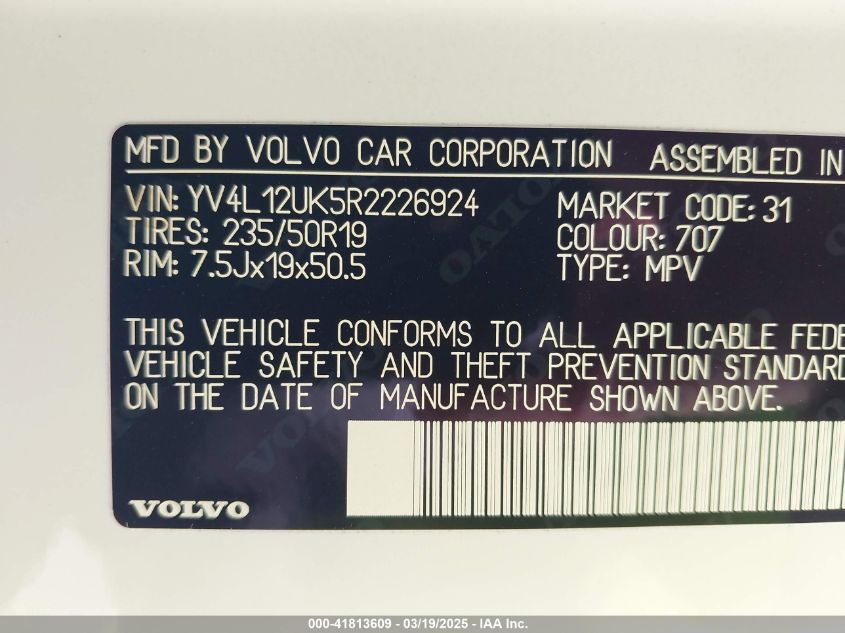 MFD BY VOLVO CAR CORPORATION ASSEMBLED IN
VIN: YV4L12UK5R2226924 MARKET CODE: 31
TIRES: 235/50R19 COLOUR: 707
RIM: 7.5Jx19x50.5 TYPE: MPV
THIS VEHICLE CONFORMS TO ALL APPLICABLE FEDE
VEHICLE SAFETY AND THEFT PREVENTION STANDARD
ON THE DATE OF MANUFACTURE SHOWN ABOVE.
VOLVO
000-41813609 - 03/19/2025 - IAA Inc.